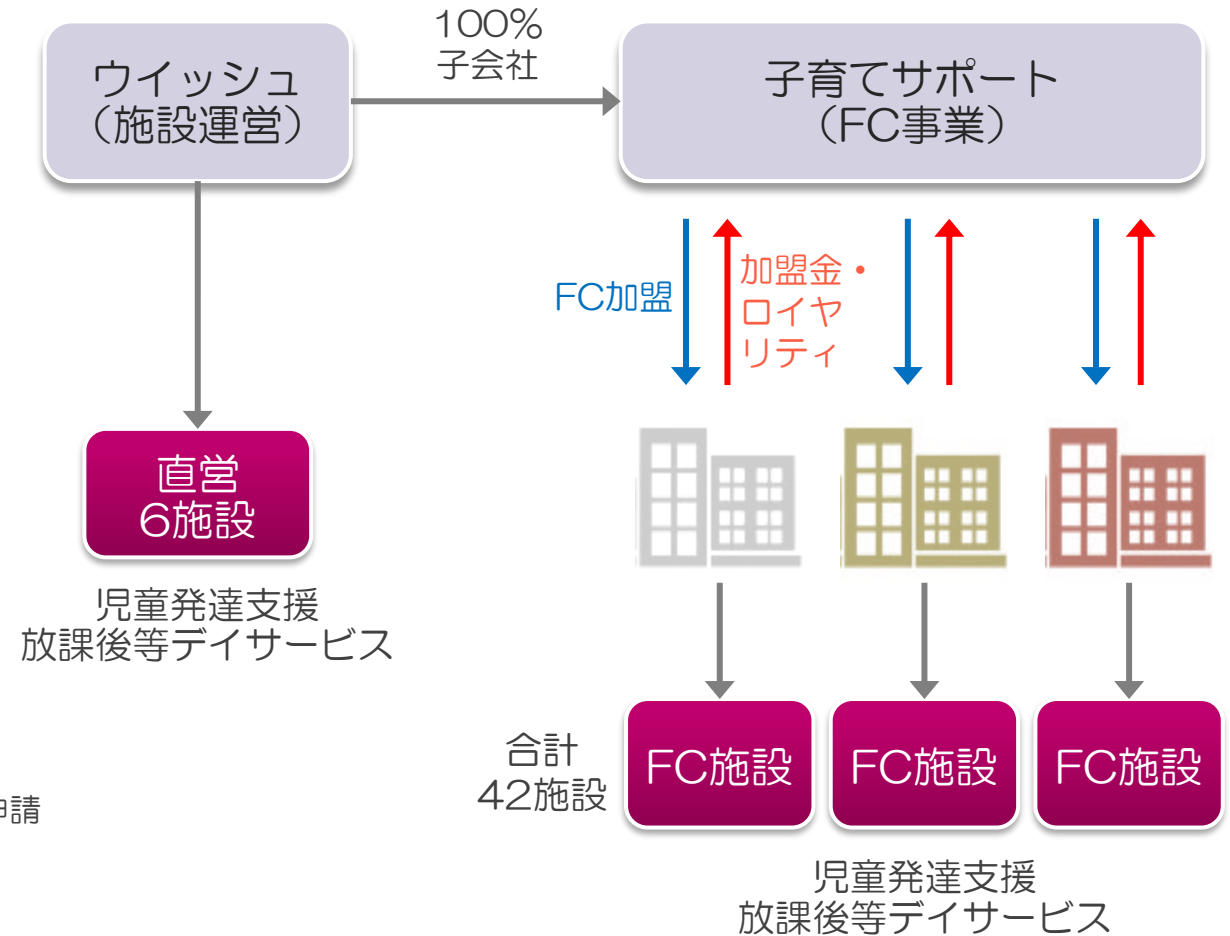 100%
子会社
ウイッシュ
（施設運営）
子育てサポート
（FC事業）
FC加盟
加盟金・
ロイヤ
リティ
直営
6施設
児童発達支援
放課後等デイサービス
合計
42施設
FC施設
FC施設
FC施設
申請
児童発達支援
放課後等デイサービス